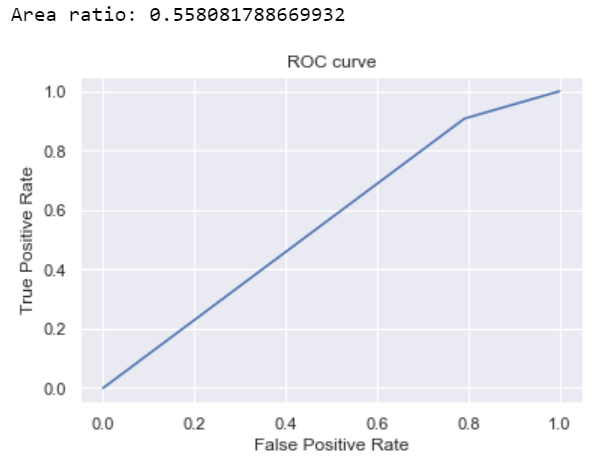 Area ratio: 0.558081788669932
ROC curve
True Positive Rate
1.0
0.8
0.6
0.4
0.2
0.0
0.0 0.2 0.4 0.6 0.8 1.0
False Positive Rate